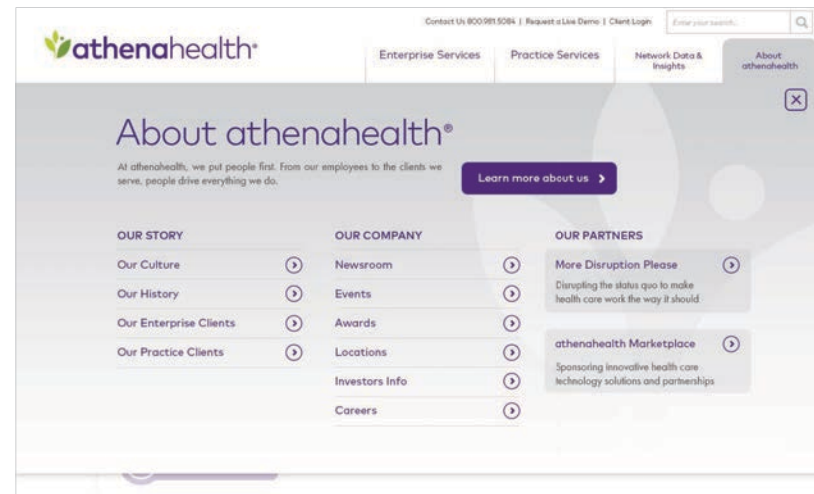 Contact Us 800.981.5084 | Request a Live Demo | Client Login
Enter your search..
athenahealth®
Enterprise Services
Practice Services
Network Data &
Insights
About
athenahealth
About athenahealth®
At athenahealth, we put people first. From our employees to the clients we
serve, people drive everything we do.
Learn more about us
OUR STORY
Our Culture
Our History
Our Enterprise Clients
Our Practice Clients
OUR COMPANY
Newsroom
Events
Awards
Locations
Investors Info
Careers
OUR PARTNERS
More Disruption Please
Disrupting the status quo to make
health care work the way it should
athenahealth Marketplace
Sponsoring innovative health care
technology solutions and partnerships